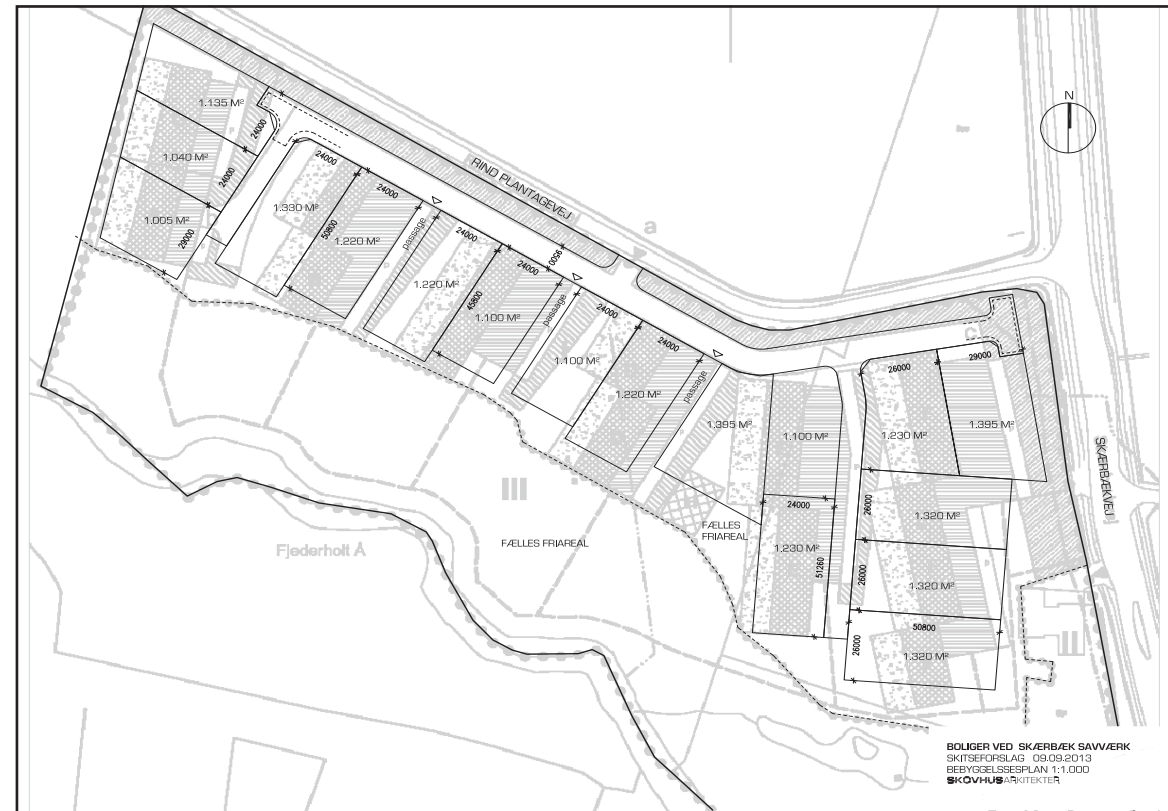 N
1.135 M²
24000
RIND PLANTAGEVEJ
1.040 M²
24000
24000
24000
a
1.330 M²
1.005 M²
29000
50800
1.220 M²
passage
24000
9500
24000
1.220 M²
45800
1.100 M²
passage
24000
24000
1.100 M²
1.220 M²
passage
26000
29000
1.395 M²
1.100 M²
1.230 M²
1.395 M²
SKÆRBÆKVEJ
III
24000
26000
1.320 M²
FÆLLES
FRIAREAL
Fjederholt Å
FÆLLES FRIAREAL
1.230 M²
51260
26000
1.320 M²
50800
II
26000
1.320 M²
BOLIGER VED SKÆRBÆK SAVVÆRK
SKITSEFORSLAG 09.09.2013
BEBYGGELSSESPLAN 1:1.000
SKOVHUS ARKITEKTER